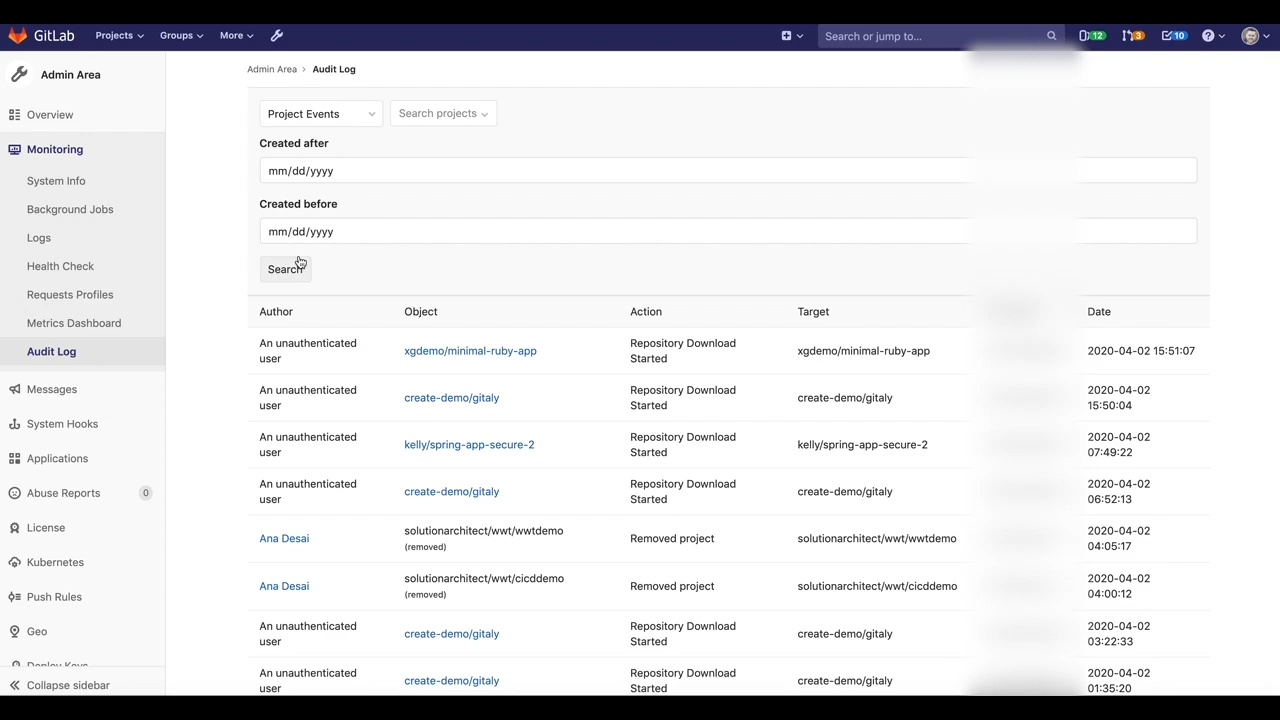 GitLab Projects Groups More Search or jump to... 12 3 10
Admin Area
Overview
Monitoring
System Info
Background Jobs
Logs
Health Check
Requests Profiles
Metrics Dashboard
Audit Log
Messages
System Hooks
Applications
Abuse Reports 0
License
Kubernetes
Push Rules
Geo
Deploy Keys
Collapse sidebar
Admin Area > Audit Log
Project Events Search projects
Created after
mm/dd/yyyy
Created before
mm/dd/yyyy
Search
Author Object Action Target Date
An unauthenticated
user
xgdemo/minimal-ruby-app
Repository Download
Started
xgdemo/minimal-ruby-app
2020-04-02 15:51:07
An unauthenticated
user
create-demo/gitaly
Repository Download
Started
create-demo/gitaly
2020-04-02
15:50:04
An unauthenticated
user
kelly/spring-app-secure-2
Repository Download
Started
kelly/spring-app-secure-2
2020-04-02
07:49:22
An unauthenticated
user
create-demo/gitaly
Repository Download
Started
create-demo/gitaly
2020-04-02
06:52:13
Ana Desai
solutionarchitect/wwt/wwtdemo
(removed)
Removed project
solutionarchitect/wwt/wwtdemo
2020-04-02
04:05:17
Ana Desai
solutionarchitect/wwt/cicddemo
(removed)
Removed project
solutionarchitect/wwt/cicddemo
2020-04-02
04:00:12
An unauthenticated
user
create-demo/gitaly
Repository Download
Started
create-demo/gitaly
2020-04-02
03:22:33
An unauthenticated
user
create-demo/gitaly
Repository Download
Started
create-demo/gitaly
2020-04-02
01:35:20